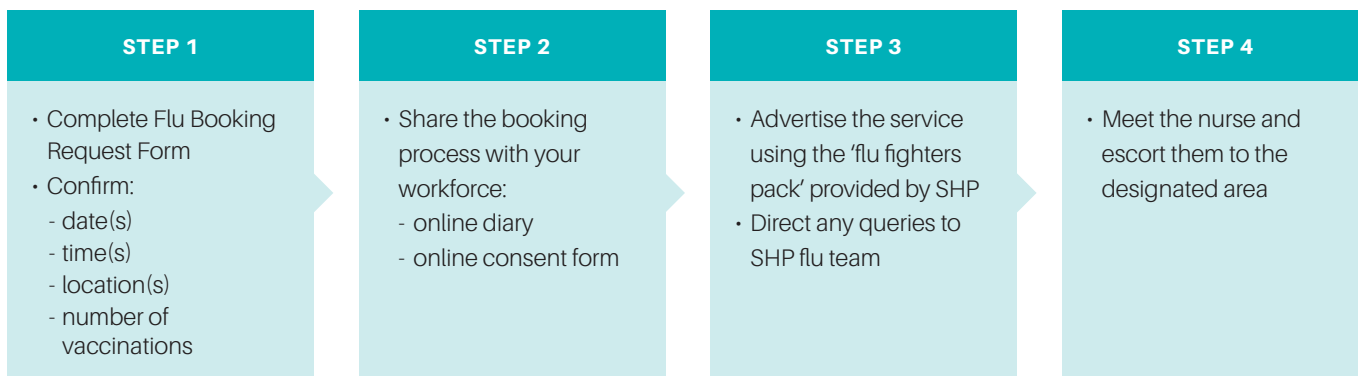 STEP 1
• Complete Flu Booking
Request Form
• Confirm:
- date(s)
- time(s)
- location(s)
- number of
vaccinations
STEP 2
• Share the booking
process with your
workforce:
- online diary
- online consent form
STEP 3
• Advertise the service
using the ‘flu fighters
pack’ provided by SHP
• Direct any queries to
SHP flu team
STEP 4
• Meet the nurse and
escort them to the
designated area